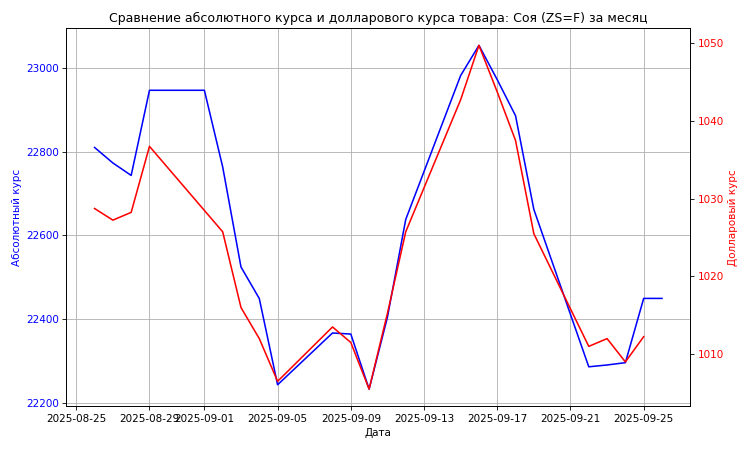 Сравнение абсолютного курса и долларового курса товара: Соя (ZS=F) за месяц
Абсолютный курс
23000
22800
22600
22400
22200
1050
1040
1030
1020
1010
Долларовый курс
2025-08-25 2025-08-29 2025-09-01 2025-09-05 2025-09-09 2025-09-13 2025-09-17 2025-09-21 2025-09-25
Дата